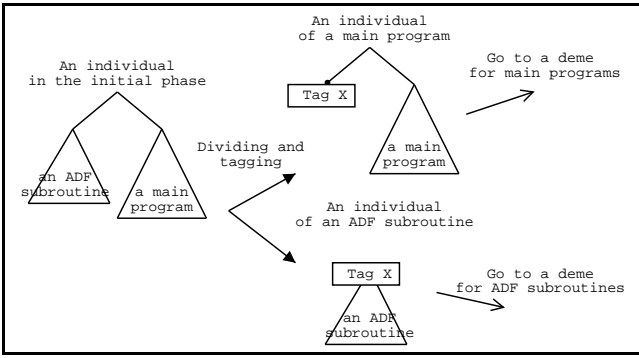 An individual
in the initial phase
an ADF
subroutine
a main
program
Dividing and
tagging
An individual
of a main program
Tag X
a main
program
Go to a deme
for main programs
An individual
of an ADF subroutine
Tag X
an ADF
subroutine
Go to a deme
for ADF subroutines